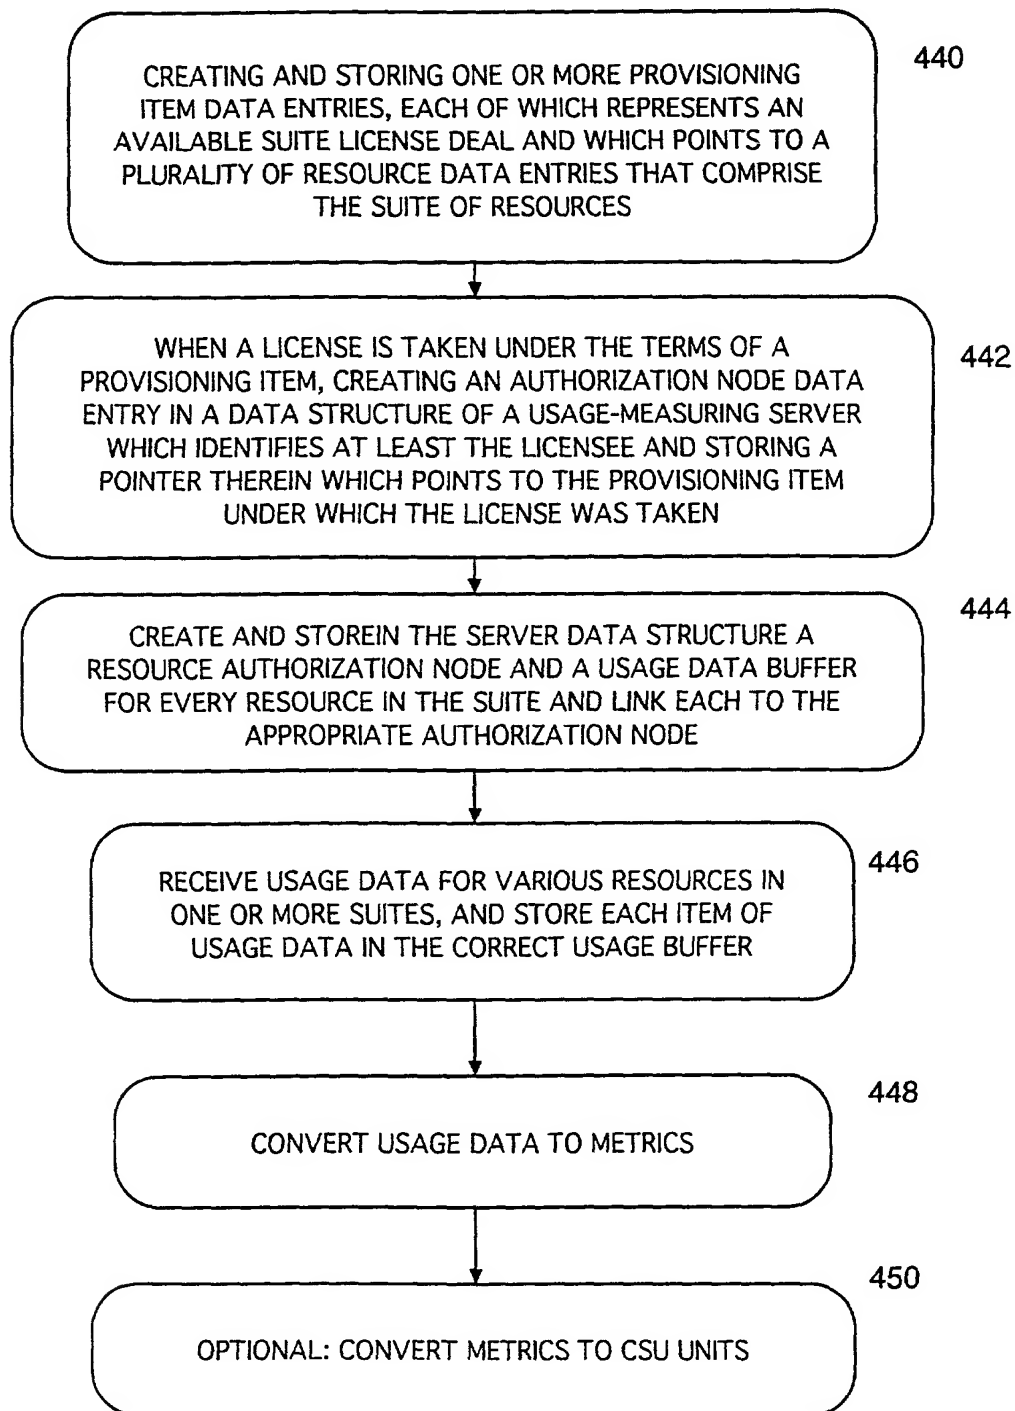 CREATING AND STORING ONE OR MORE PROVISIONING
ITEM DATA ENTRIES, EACH OF WHICH REPRESENTS AN
AVAILABLE SUITE LICENSE DEAL AND WHICH POINTS TO A
PLURALITY OF RESOURCE DATA ENTRIES THAT COMPRISE
THE SUITE OF RESOURCES
440
WHEN A LICENSE IS TAKEN UNDER THE TERMS OF A
PROVISIONING ITEM, CREATING AN AUTHORIZATION NODE DATA
ENTRY IN A DATA STRUCTURE OF A USAGE-MEASURING SERVER
WHICH IDENTIFIES AT LEAST THE LICENSEE AND STORING A
POINTER THEREIN WHICH POINTS TO THE PROVISIONING ITEM
UNDER WHICH THE LICENSE WAS TAKEN
442
CREATE AND STOREIN THE SERVER DATA STRUCTURE A
RESOURCE AUTHORIZATION NODE AND A USAGE DATA BUFFER
FOR EVERY RESOURCE IN THE SUITE AND LINK EACH TO THE
APPROPRIATE AUTHORIZATION NODE
444
RECEIVE USAGE DATA FOR VARIOUS RESOURCES IN
ONE OR MORE SUITES, AND STORE EACH ITEM OF
USAGE DATA IN THE CORRECT USAGE BUFFER
446
CONVERT USAGE DATA TO METRICS
448
OPTIONAL: CONVERT METRICS TO CSU UNITS
450